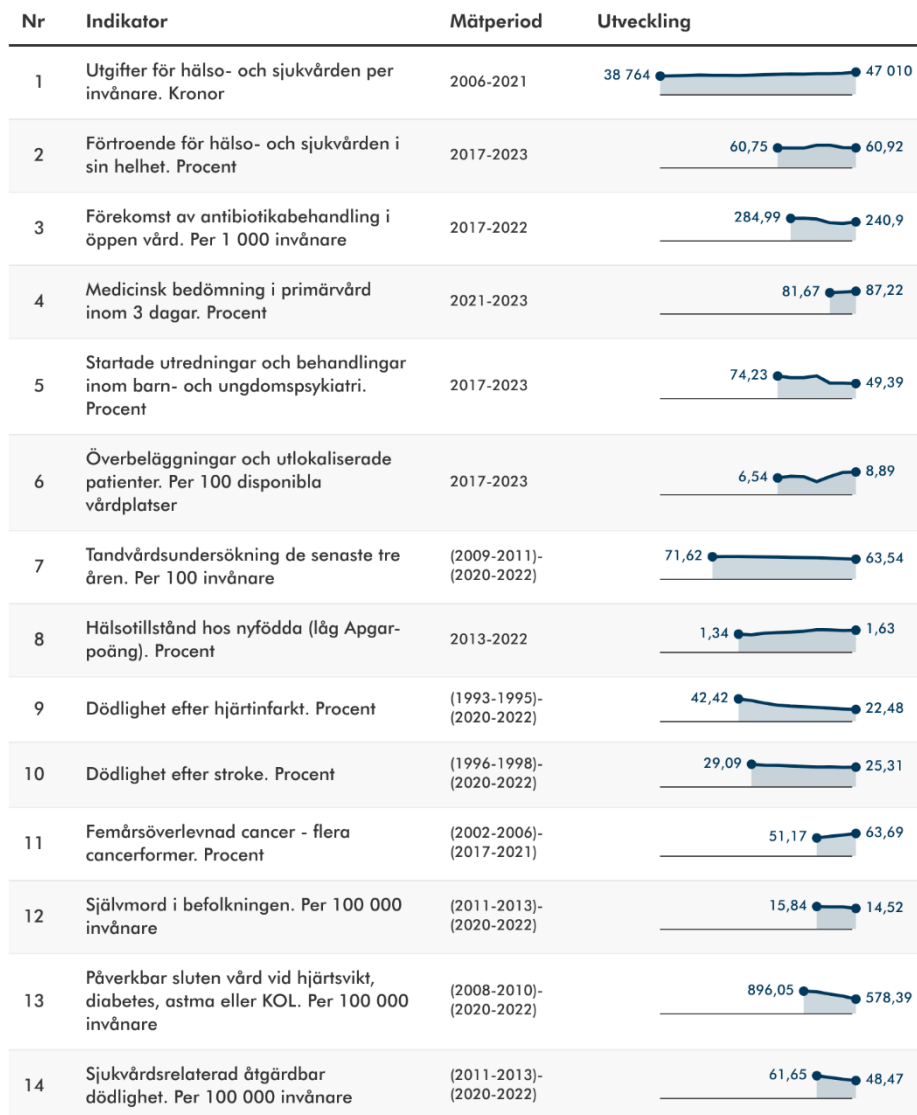 Nr Indikator Mätperiod Utveckling
1 Utgifter för hälso- och sjukvården per
invånare. Kronor
2006-2021
38 764 47 010
2 Förtroende för hälso- och sjukvården i
sin helhet. Procent
2017-2023
60,75 60,92
3 Förekomst av antibiotikabehandling i
öppen vård. Per 1 000 invånare
2017-2022
284,99 240,9
4 Medicinsk bedömning i primärvård
inom 3 dagar. Procent
2021-2023
81,67 87,22
5 Startade utredningar och behandlingar
inom barn- och ungdomspsykiatri.
Procent
2017-2023
74,23 49,39
6 Överbeläggningar och utlokaliserade
patienter. Per 100 disponibla
vårdplatser
2017-2023
6,54 8,89
7 Tandvårdsundersökning de senaste tre
åren. Per 100 invånare
(2009-2011)-
(2020-2022)
71,62 63,54
8 Hälsotillstånd hos nyfödda (låg Apgar-
poäng). Procent
2013-2022
1,34 1,63
9 Dödlighet efter hjärtinfarkt. Procent
(1993-1995)-
(2020-2022)
42,42 22,48
10 Dödlighet efter stroke. Procent
(1996-1998)-
(2020-2022)
29,09 25,31
11 Femårsöverlevnad cancer - flera
cancerformer. Procent
(2002-2006)-
(2017-2021)
51,17 63,69
12 Självmord i befolkningen. Per 100 000
invånare
(2011-2013)-
(2020-2022)
15,84 14,52
13 Påverkbar sluten vård vid hjärtsvikt,
diabetes, astma eller KOL. Per 100 000
invånare
(2008-2010)-
(2020-2022)
896,05 578,39
14 Sjukvårdsrelaterad åtgärdbar
dödlighet. Per 100 000 invånare
(2011-2013)-
(2020-2022)
61,65 48,47